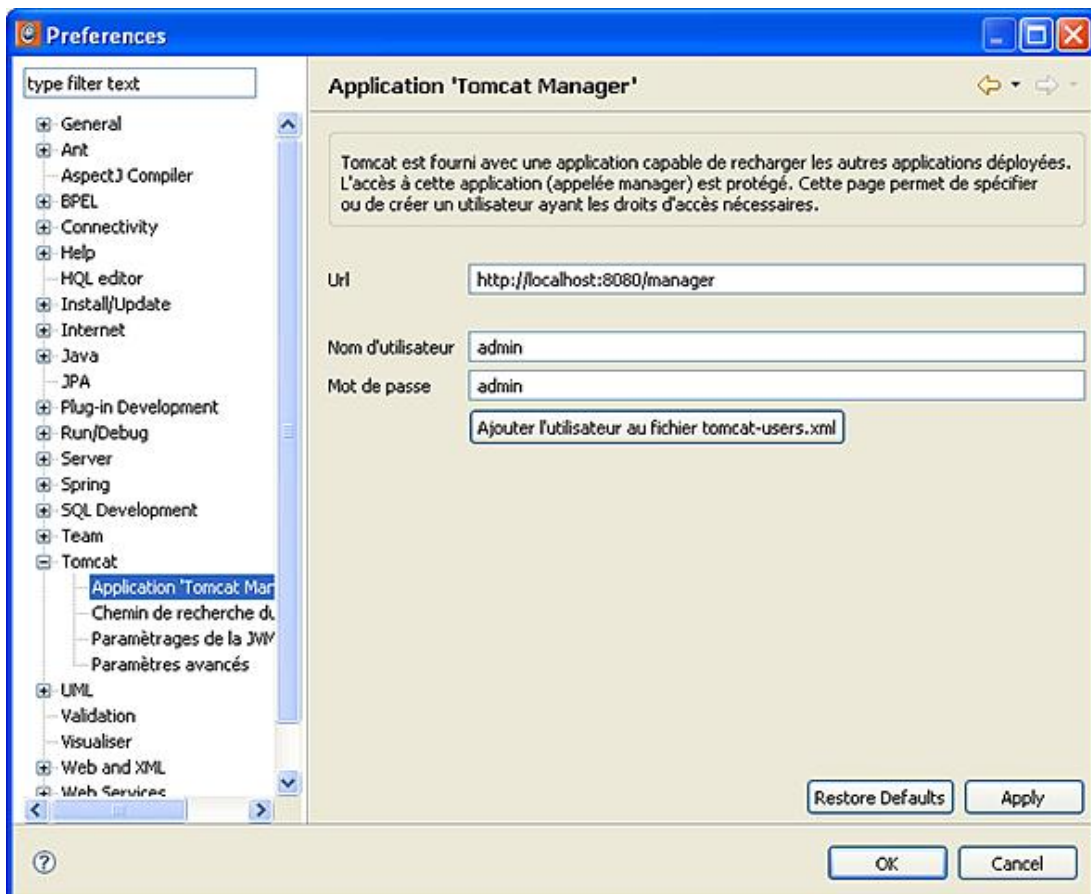 Preferences
type filter text
General
Ant
AspectJ Compiler
BPEL
Connectivity
Help
HQL editor
Install/Update
Internet
Java
JPA
Plug-in Development
Run/Debug
Server
Spring
SQL Development
Team
Tomcat
Application 'Tomcat Mar
Chemin de recherche du
Paramètrages de la JVM
Paramètres avancés
UML
Validation
Visualiser
Web and XML
Web Services
Application 'Tomcat Manager'
Tomcat est fourni avec une application capable de recharger les autres applications déployées.
L'accès à cette application (appelée manager) est protégé. Cette page permet de spécifier
ou de créer un utilisateur ayant les droits d'accès nécessaires.
Url http://localhost:8080/manager
Nom d'utilisateur admin
Mot de passe admin
Ajouter l'utilisateur au fichier tomcat-users.xml
Restore Defaults Apply
OK Cancel